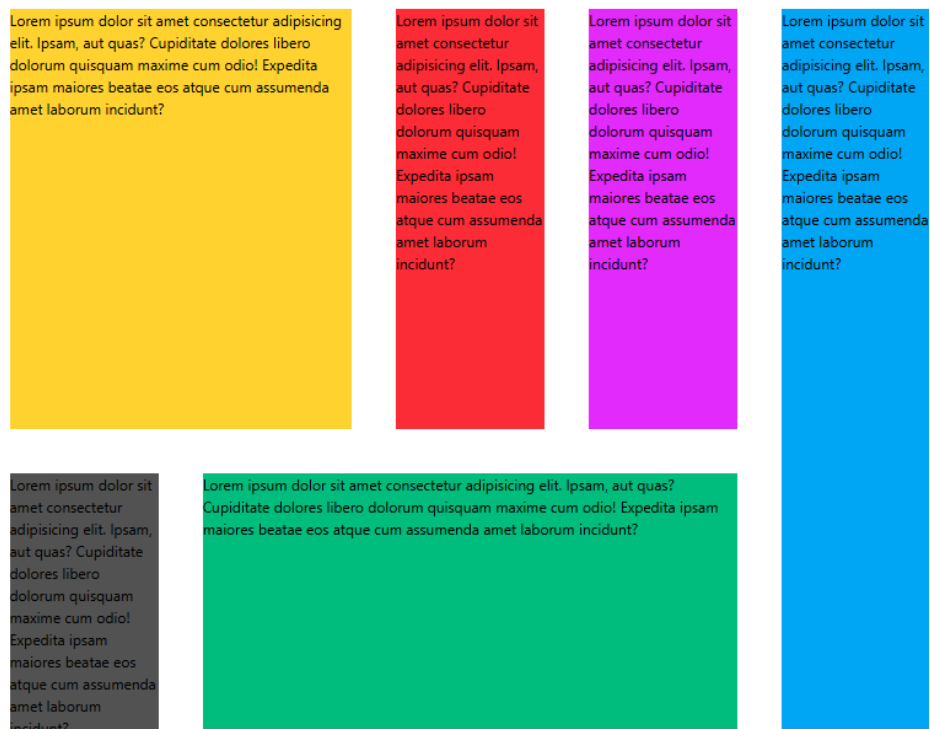 Lorem ipsum dolor sit amet consectetur adipisicing
elit. Ipsam, aut quas? Cupiditate dolores libero
dolorum quisquam maxime cum odio! Expedita
ipsam maiores beatae eos atque cum assumenda
amet laborum incidunt?
Lorem ipsum dolor sit
amet consectetur
adipisicing elit. Ipsam,
aut quas? Cupiditate
dolores libero
dolorum quisquam
maxime cum odio!
Expedita ipsam
maiores beatae eos
atque cum assumenda
amet laborum
incidunt?
Lorem ipsum dolor sit
amet consectetur
adipisicing elit. Ipsam,
aut quas? Cupiditate
dolores libero
dolorum quisquam
maxime cum odio!
Expedita ipsam
maiores beatae eos
atque cum assumenda
amet laborum
incidunt?
Lorem ipsum dolor sit
amet consectetur
adipisicing elit. Ipsam,
aut quas? Cupiditate
dolores libero
dolorum quisquam
maxime cum odio!
Expedita ipsam
maiores beatae eos
atque cum assumenda
amet laborum
incidunt?
Lorem ipsum dolor sit
amet consectetur
adipisicing elit. Ipsam,
aut quas? Cupiditate
dolores libero
dolorum quisquam
maxime cum odio!
Expedita ipsam
maiores beatae eos
atque cum assumenda
amet laborum
incidunt?
Lorem ipsum dolor sit amet consectetur adipisicing elit. Ipsam, aut quas?
Cupiditate dolores libero dolorum quisquam maxime cum odio! Expedita ipsam
maiores beatae eos atque cum assumenda amet laborum incidunt?